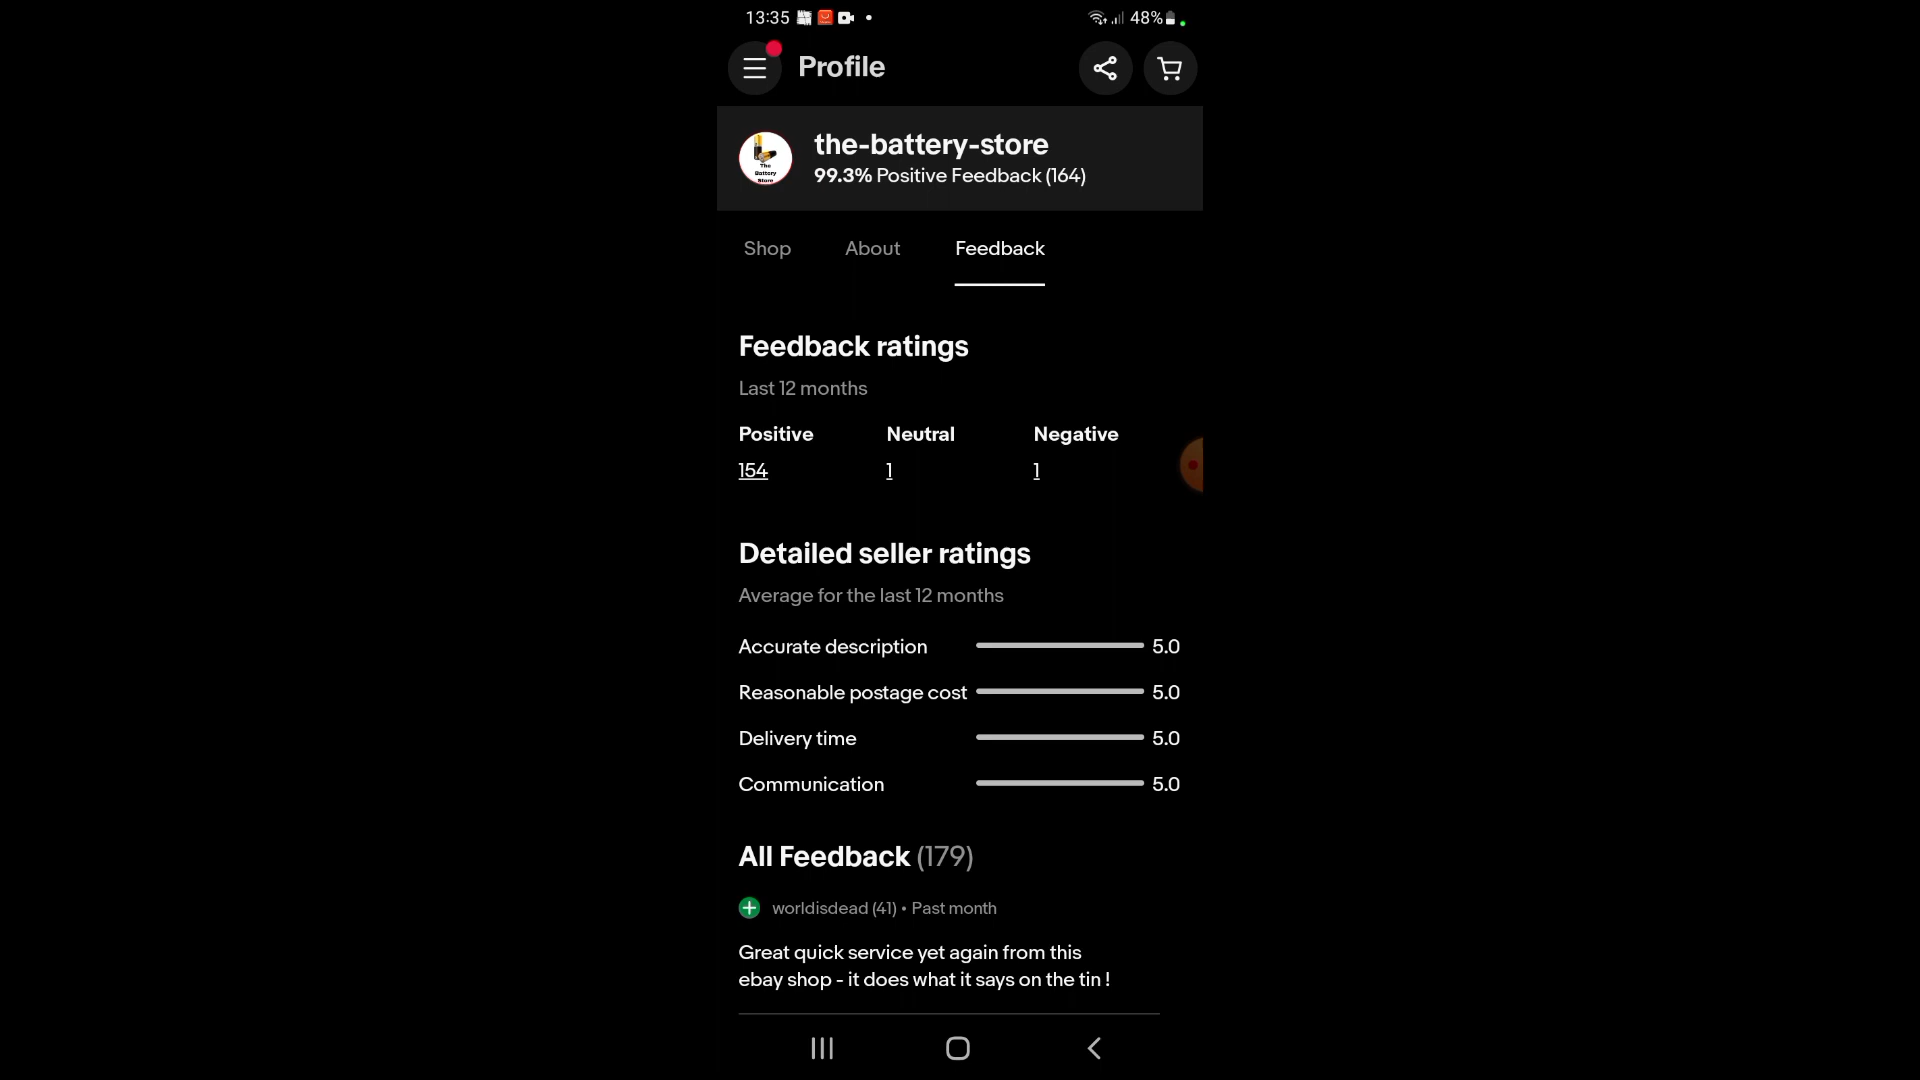 13:35 48%
Profile
The
Battery
Store
the-battery-store
99.3% Positive Feedback (164)
Shop About Feedback
Feedback ratings
Last 12 months
Positive Neutral Negative
154 1 1
Detailed seller ratings
Average for the last 12 months
Accurate description 5.0
Reasonable postage cost 5.0
Delivery time 5.0
Communication 5.0
All Feedback (179)
worldisdead (41) • Past month
Great quick service yet again from this
ebay shop - it does what it says on the tin !